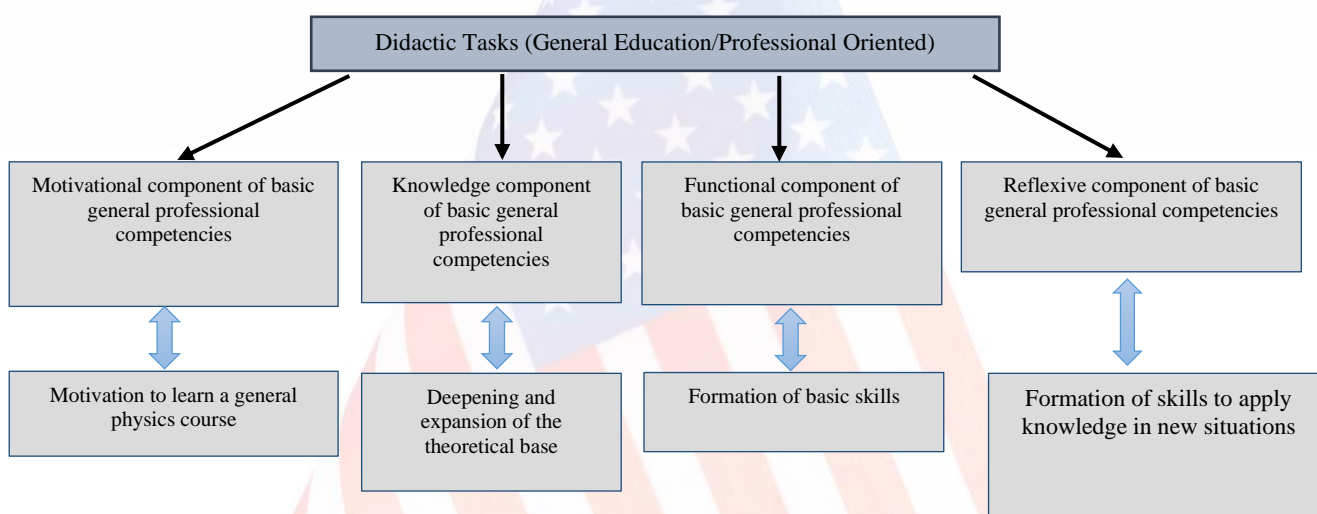 Didactic Tasks (General Education/Professional Oriented)
Motivational component of basic
general professional
competencies
Knowledge component
of basic general
professional
competencies
Functional component of
basic general professional
competencies
Reflexive component of basic
general professional competencies
Motivation to learn a general
physics course
Deepening and
expansion of the
theoretical base
Formation of basic skills
Formation of skills to apply
knowledge in new situations